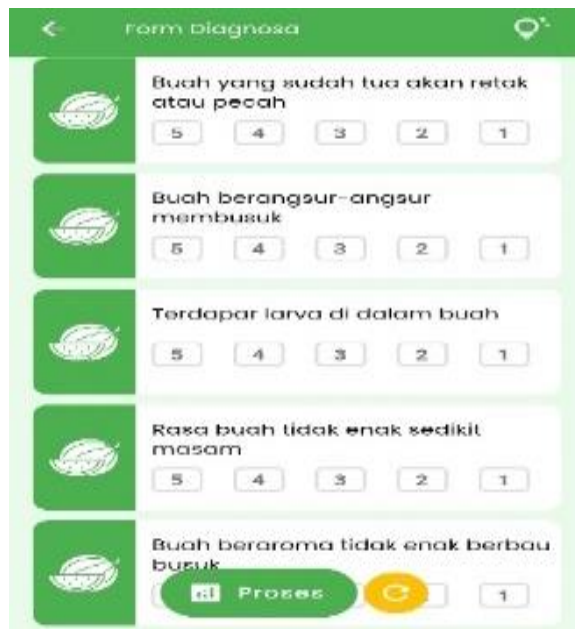 Form Diagnosa
Buah yang sudah tua akan retak
atau pecah
5 4 3 2 1
Buah berangsur-angsur
membusuk
5 4 3 2 1
Terdapar larva di dalam buah
5 4 3 2 1
Rasa buah tidak enak sedikit
masam
5 4 3 2 1
Buah beraroma tidak enak berbau
busuk
Proses 1